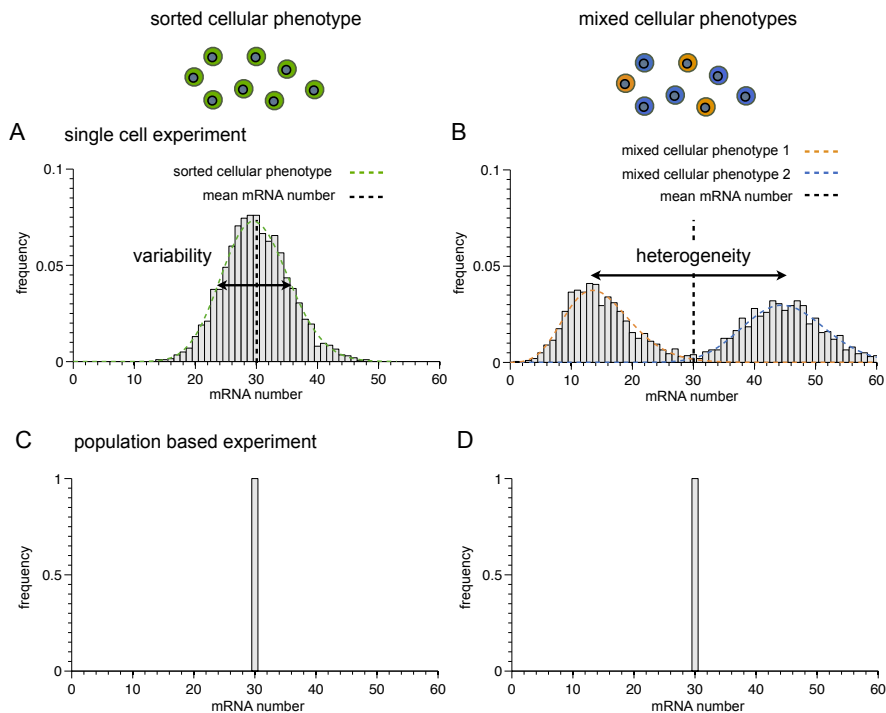 sorted cellular phenotype
mixed cellular phenotypes
A
single cell experiment
sorted cellular phenotype
mean mRNA number
variability
frequency
0.1
0.05
0
0 10 20 30 40 50 60
mRNA number
B
mixed cellular phenotype 1
mixed cellular phenotype 2
mean mRNA number
heterogeneity
frequency
0.1
0.05
0
0 10 20 30 40 50 60
mRNA number
C
population based experiment
frequency
1
0.5
0
0 10 20 30 40 50 60
mRNA number
D
frequency
1
0.5
0
0 10 20 30 40 50 60
mRNA number